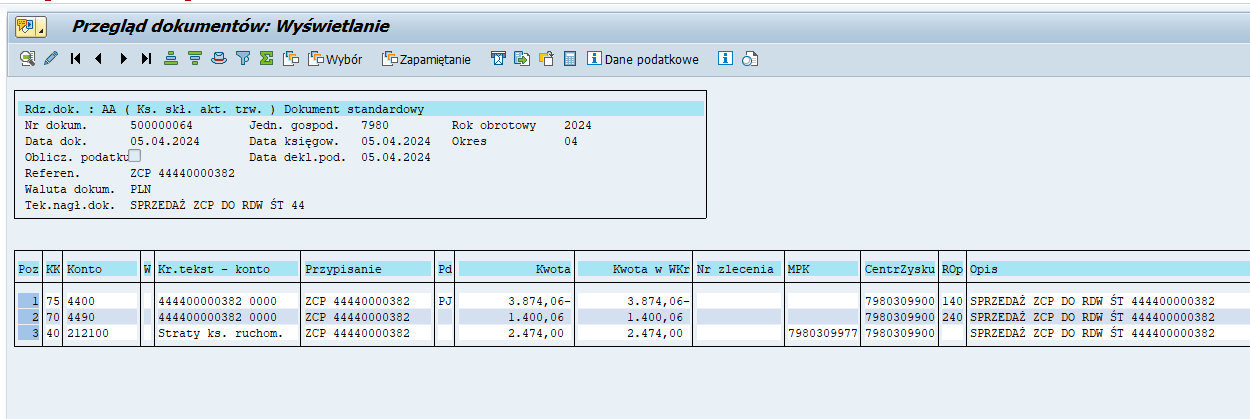 Przegląd dokumentów: Wyświetlanie
Wybór Zapamiętanie Dane podatkowe
Rdz.dok. : AA ( Ks. skł. akt. trw. ) Dokument standardowy
Nr dokum. 500000064 Jedn. gospod. 7980 Rok obrotowy 2024
Data dok. 05.04.2024 Data księgow. 05.04.2024 Okres 04
Oblicz. podatku Data dekl.pod. 05.04.2024
Referen. ZCP 44440000382
Waluta dokum. PLN
Tek.nagł.dok. SPRZEDAŻ ZCP DO RDW ŚT 44
Poz KK Konto W Kr.tekst - konto Przypisanie Pd Kwota Kwota w WKr Nr zlecenia MPK CentrZysku ROp Opis
1 75 4400 444400000382 0000 ZCP 44440000382 PJ 3.874,06- 3.874,06- 7980309900 140 SPRZEDAŻ ZCP DO RDW ŚT 444400000382
2 70 4490 444400000382 0000 ZCP 44440000382 1.400,06 1.400,06 7980309900 240 SPRZEDAŻ ZCP DO RDW ŚT 444400000382
3 40 212100 Straty ks. ruchom. ZCP 44440000382 2.474,00 2.474,00 7980309977 7980309900 SPRZEDAŻ ZCP DO RDW ŚT 444400000382